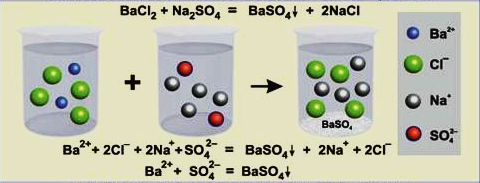 BaCl₂ + Na₂SO₄ = BaSO₄↓ + 2NaCl
Ba²⁺
Cl⁻
Na⁺
SO₄²⁻
BaSO₄
Ba²⁺+ 2Cl⁻ + 2Na⁺+SO₄²⁻ = BaSO₄↓ + 2Na⁺ + 2Cl⁻
Ba²⁺+ SO₄²⁻ = BaSO₄↓